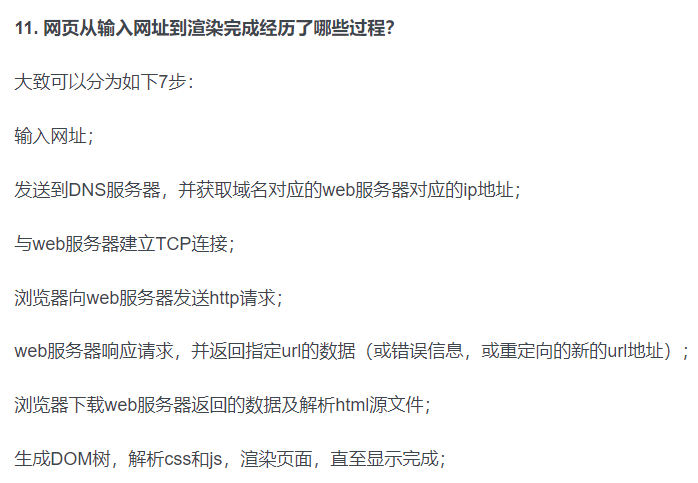 11. 网页从输入网址到渲染完成经历了哪些过程？
大致可以分为如下7步：
输入网址；
发送到DNS服务器，并获取域名对应的web服务器对应的ip地址；
与web服务器建立TCP连接；
浏览器向web服务器发送http请求；
web服务器响应请求，并返回指定url的数据（或错误信息，或重定向的新的url地址）；
浏览器下载web服务器返回的数据及解析html源文件；
生成DOM树，解析css和js，渲染页面，直至显示完成；